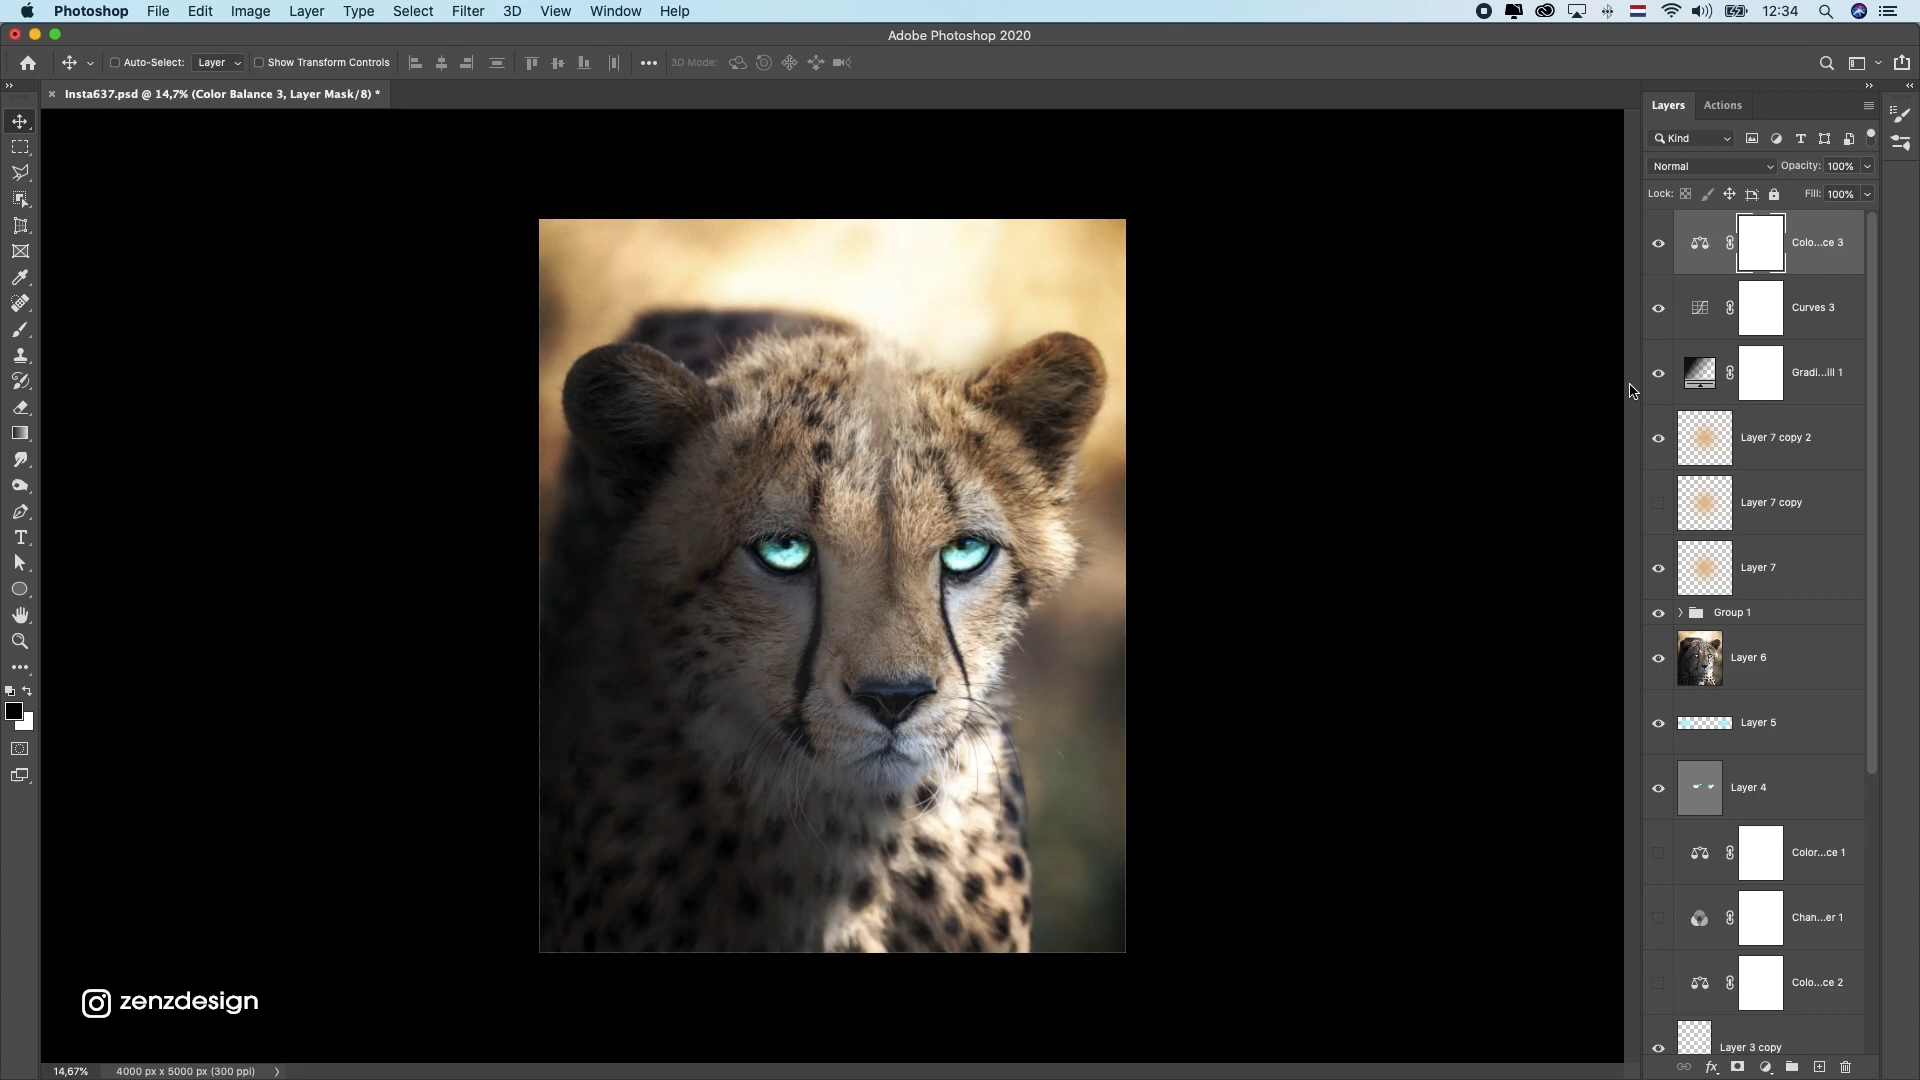 Photoshop File Edit Image Layer Type Select Filter 3D View Window Help 12:34
Adobe Photoshop 2020
Auto-Select: Layer Show Transform Controls 3D Mode:
Insta637.psd @ 14,7% (Color Balance 3, Layer Mask/8) *
Layers Actions
Kind
Normal Opacity: 100%
Lock: Fill: 100%
Colo...ce 3
Curves 3
Gradi...ill 1
Layer 7 copy 2
Layer 7 copy
Layer 7
Group 1
Layer 6
Layer 5
Layer 4
Color...ce 1
Chan...er 1
Colo...ce 2
Layer 3 copy
zenzdesign
14,67% 4000 px x 5000 px (300 ppi)